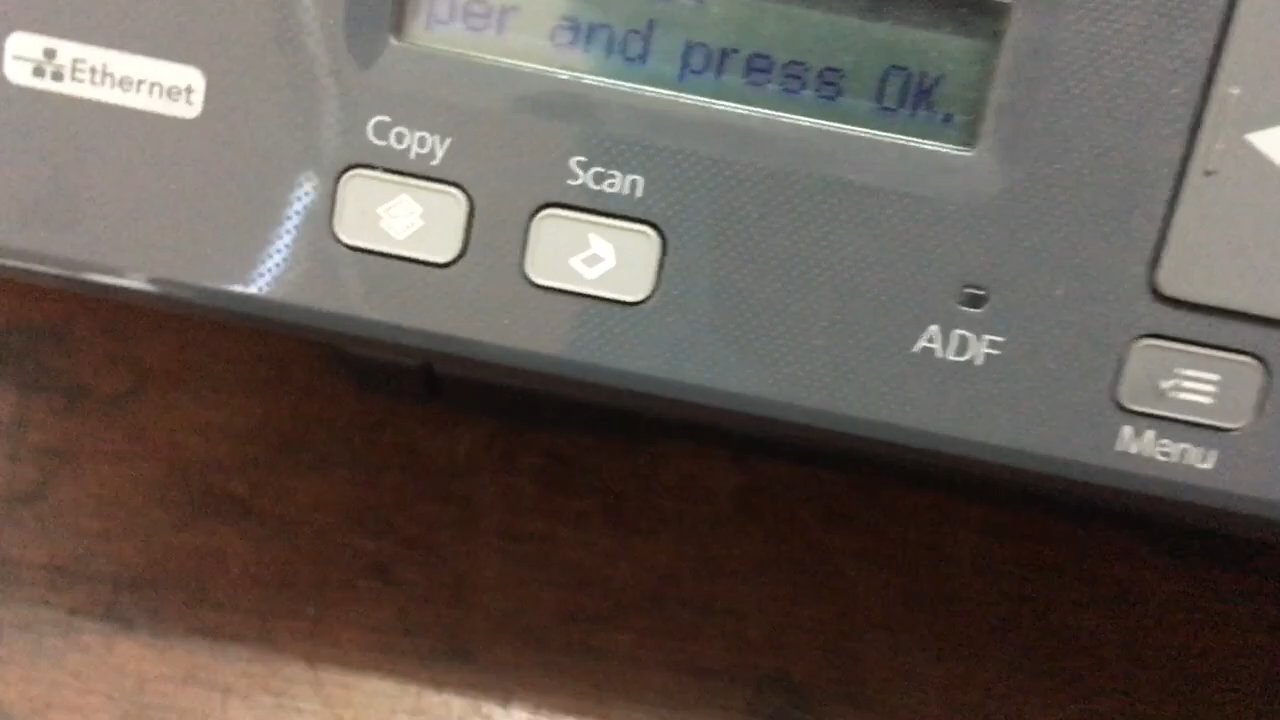 per and press OK.
Ethernet
Copy
Scan
ADF
Menu